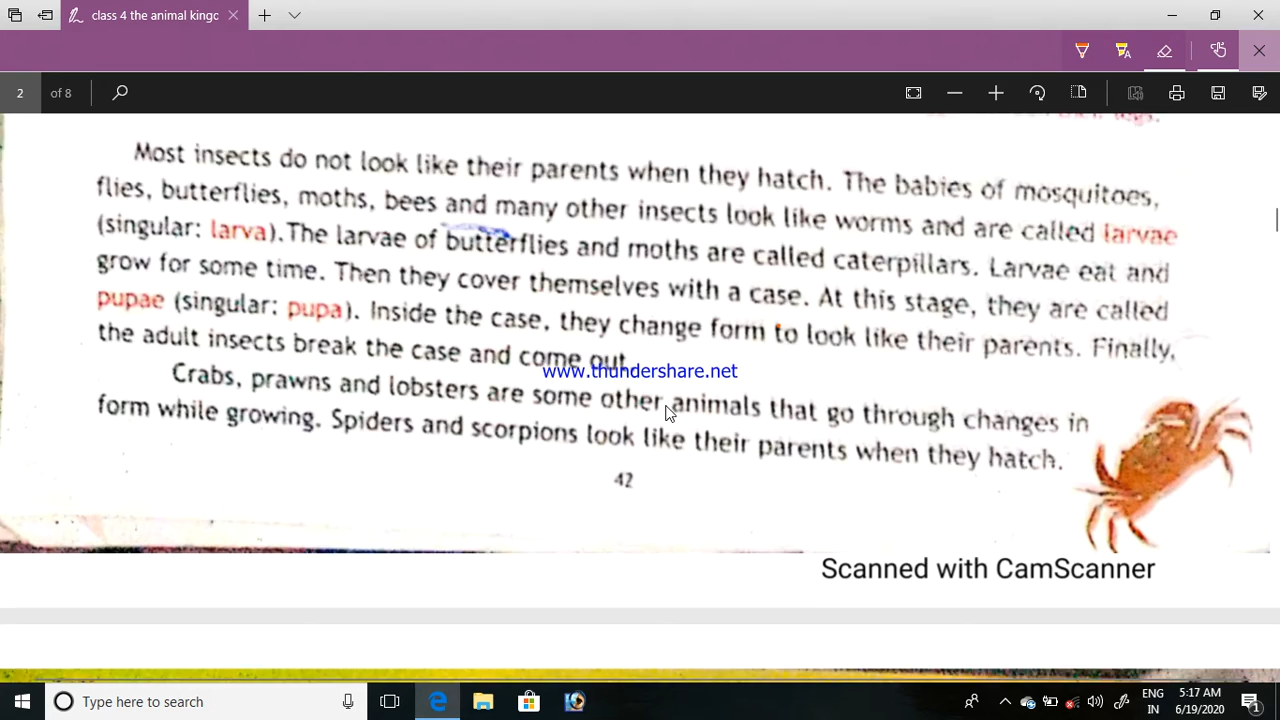 class 4 the animal kingc
2 of 8
Most insects do not look like their parents when they hatch. The babies of mosquitoes,
flies, butterflies, moths, bees and many other insects look like worms and are called larvae
(singular: larva). The larvae of butterflies and moths are called caterpillars. Larvae eat and
grow for some time. Then they cover themselves with a case. At this stage, they are called
pupae (singular: pupa). Inside the case, they change form to look like their parents. Finally,
the adult insects break the case and come out.
www.thundershare.net
Crabs, prawns and lobsters are some other animals that go through changes in
form while growing. Spiders and scorpions look like their parents when they hatch.
42
Scanned with CamScanner
Type here to search
ENG
IN
5:17 AM
6/19/2020
1